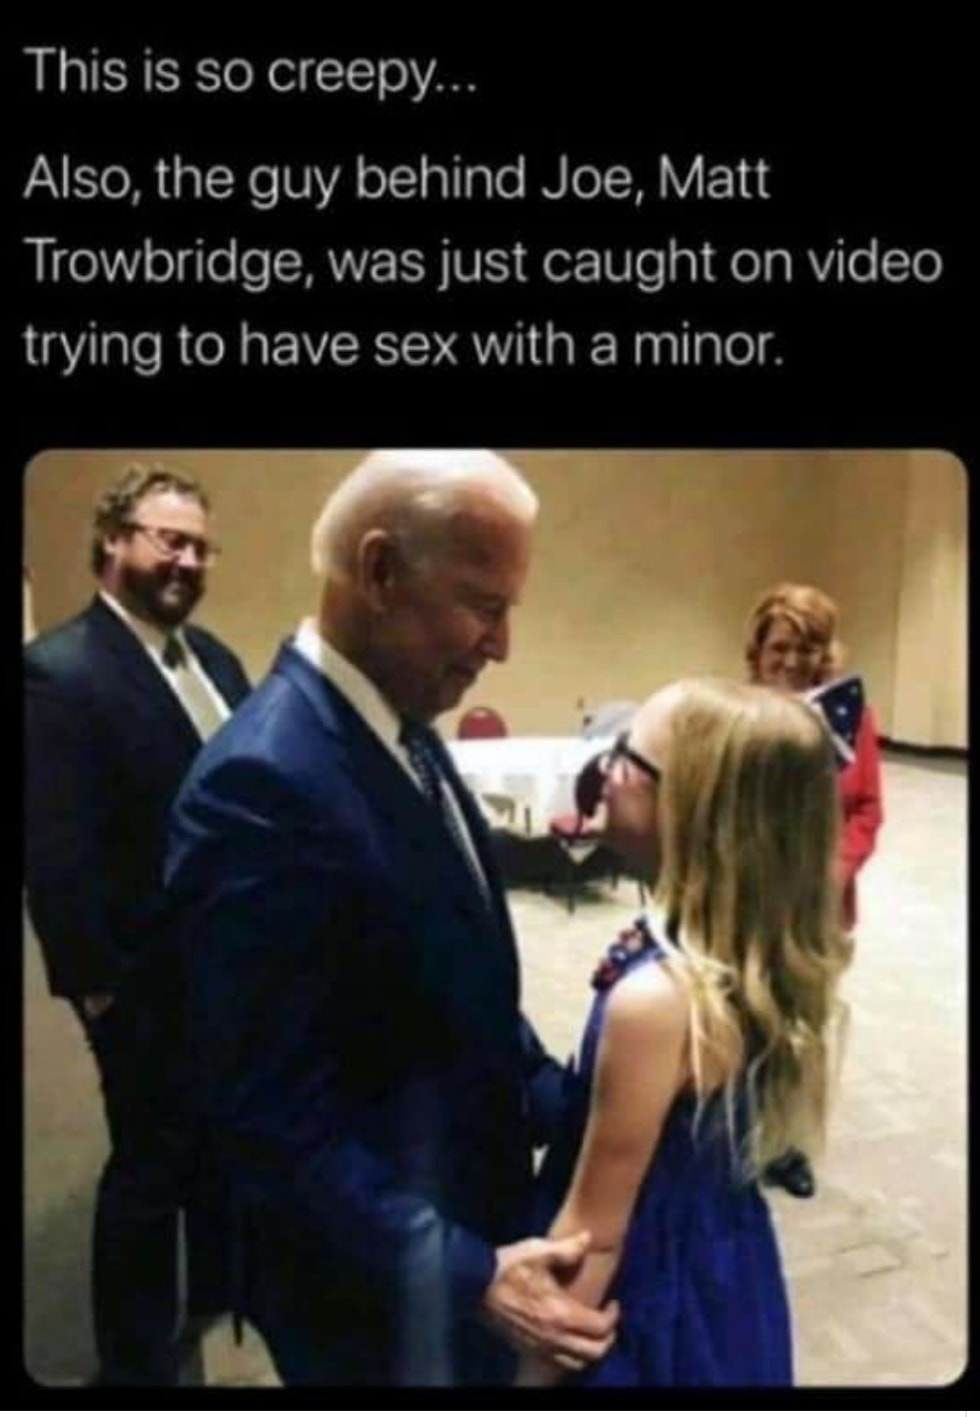 This is so creepy...
Also, the guy behind Joe, Matt
Trowbridge, was just caught on video
trying to have sex with a minor.